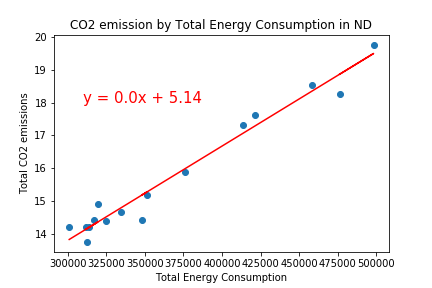 CO2 emission by Total Energy Consumption in ND
20
19
18
17
16
15
14
Total CO2 emissions
y = 0.0x + 5.14
300000 325000 350000 375000 400000 425000 450000 475000 500000
Total Energy Consumption